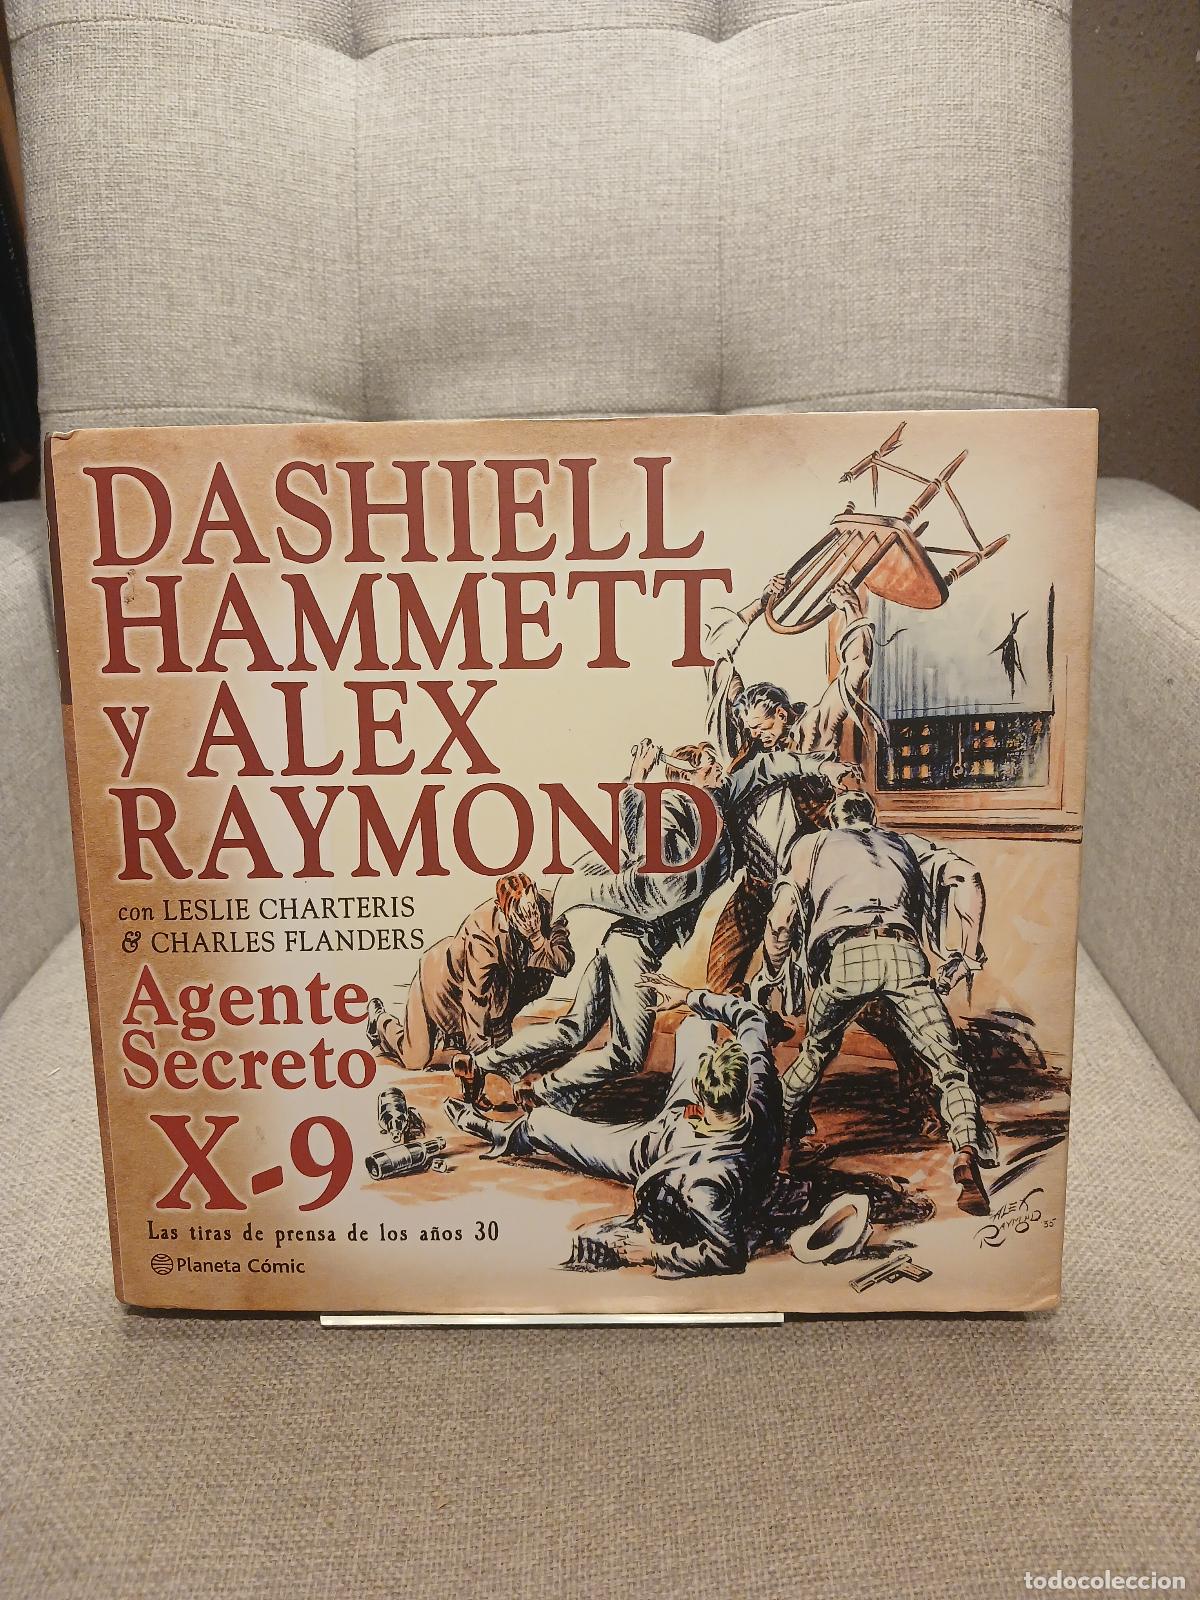 DASHIELL
HAMMETT
y ALEX
RAYMOND
con LESLIE CHARTERIS
& CHARLES FLANDERS
Agente
Secreto
X-9
Las tiras de prensa de los años 30
Planeta Cómic
ALEX
RAYMOND
35
todocoleccion